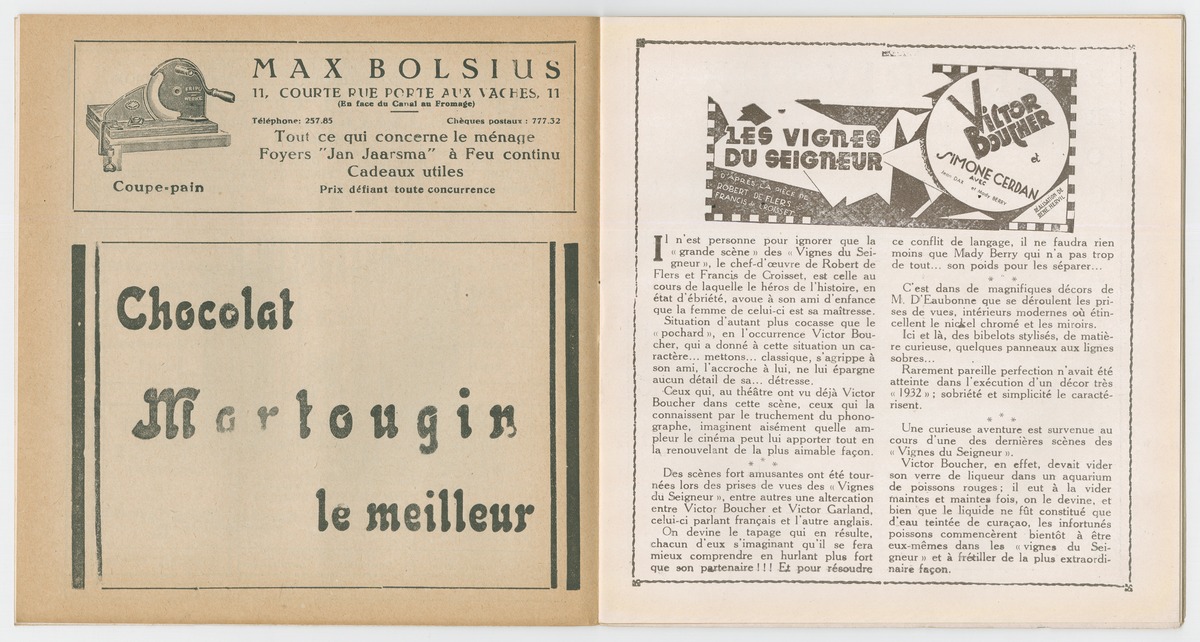 MAX BOLSIUS
11, COURTE RUE PORTE AUX VACHES, 11
(En face du Canal au Fromage)
Téléphone: 257.85
Chèques postaux : 777.32
Tout ce qui concerne le ménage
Foyers "Jan Jaarsma" à Feu continu
Cadeaux utiles
Prix défiant toute concurrence
Coupe-pain
Chocolat
Martougin
le meilleur
LES VIGNES
DU SEIGNEUR
D'APRÈS LA PIÈCE DE
ROBERT DE FLERS
FRANCIS de CROISSET
VICTOR
BOUCHER
et
SIMONE CERDAN
AVEC
Jean DAX et Mady BERRY
RÉALISATION DE
RENÉ HERVIL
Il n'est personne pour ignorer que la
« grande scène » des « Vignes du Sei-
gneur », le chef-d'œuvre de Robert de
Flers et Francis de Croisset, est celle au
cours de laquelle le héros de l'histoire, en
état d'ébriété, avoue à son ami d'enfance
que la femme de celui-ci est sa maîtresse.
Situation d'autant plus cocasse que le
« pochard », en l'occurrence Victor Bou-
cher, qui a donné à cette situation un ca-
ractère... mettons... classique, s'agrippe à
son ami, l'accroche à lui, ne lui épargne
aucun détail de sa... détresse.
Ceux qui, au théâtre ont vu déjà Victor
Boucher dans cette scène, ceux qui la
connaissent par le truchement du phono-
graphe, imaginent aisément quelle am-
pleur le cinéma peut lui apporter tout en
la renouvelant de la plus aimable façon.
* * *
Des scènes fort amusantes ont été tour-
nées lors des prises de vues des « Vignes
du Seigneur », entre autres une altercation
entre Victor Boucher et Victor Garland,
celui-ci parlant français et l'autre anglais.
On devine le tapage qui en résulte,
chacun d'eux s'imaginant qu'il se fera
mieux comprendre en hurlant plus fort
que son partenaire ! ! ! Et pour résoudre
ce conflit de langage, il ne faudra rien
moins que Mady Berry qui n'a pas trop
de tout... son poids pour les séparer...
* * *
C'est dans de magnifiques décors de
M. D'Eaubonne que se déroulent les pri-
ses de vues, intérieurs modernes où étin-
cellent le nickel chromé et les miroirs.
Ici et là, des bibelots stylisés, de matiè-
re curieuse, quelques panneaux aux lignes
sobres...
Rarement pareille perfection n'avait été
atteinte dans l'exécution d'un décor très
« 1932 » ; sobriété et simplicité le caracté-
risent.
* * *
Une curieuse aventure est survenue au
cours d'une des dernières scènes des
« Vignes du Seigneur ».
Victor Boucher, en effet, devait vider
son verre de liqueur dans un aquarium
de poissons rouges ; il eut à la vider
maintes et maintes fois, on le devine, et
bien que le liquide ne fût constitué que
d'eau teintée de curaçao, les infortunés
poissons commencèrent bientôt à être
eux-mêmes dans les « vignes du Sei-
gneur » et à frétiller de la plus extraordi-
naire façon.